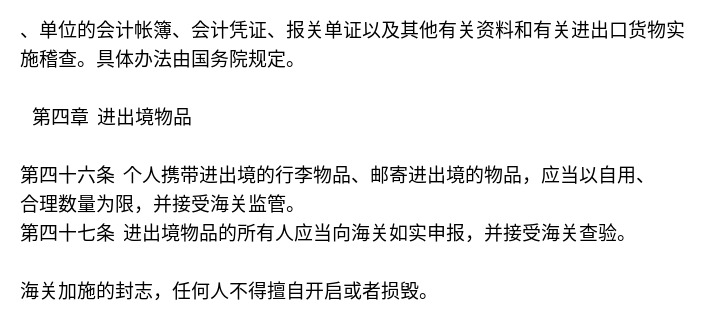 、单位的会计帐簿、会计凭证、报关单证以及其他有关资料和有关进出口货物实
施稽查。具体办法由国务院规定。
第四章 进出境物品
第四十六条 个人携带进出境的行李物品、邮寄进出境的物品，应当以自用、
合理数量为限，并接受海关监管。
第四十七条 进出境物品的所有人应当向海关如实申报，并接受海关查验。
海关加施的封志，任何人不得擅自开启或者损毁。